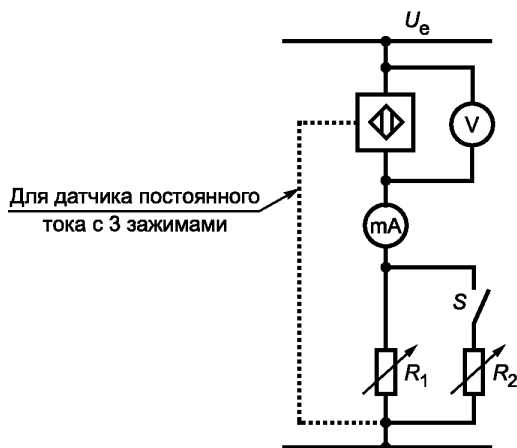 Ue
V
Для датчика постоянного
тока с 3 зажимами
mA
S
R1
R2